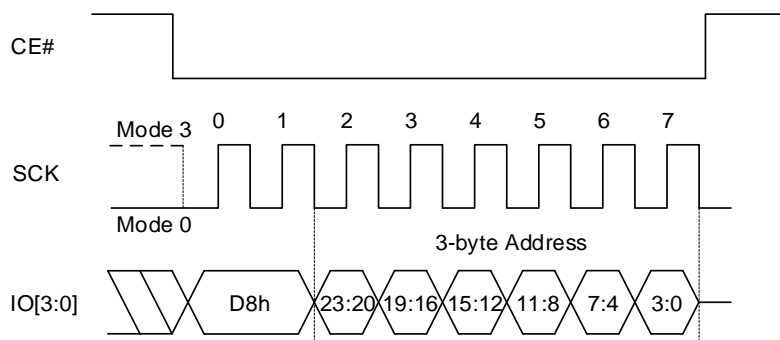 CE#
Mode 3 0 1 2 3 4 5 6 7
SCK
Mode 0
3-byte Address
IO[3:0] D8h 23:20 19:16 15:12 11:8 7:4 3:0